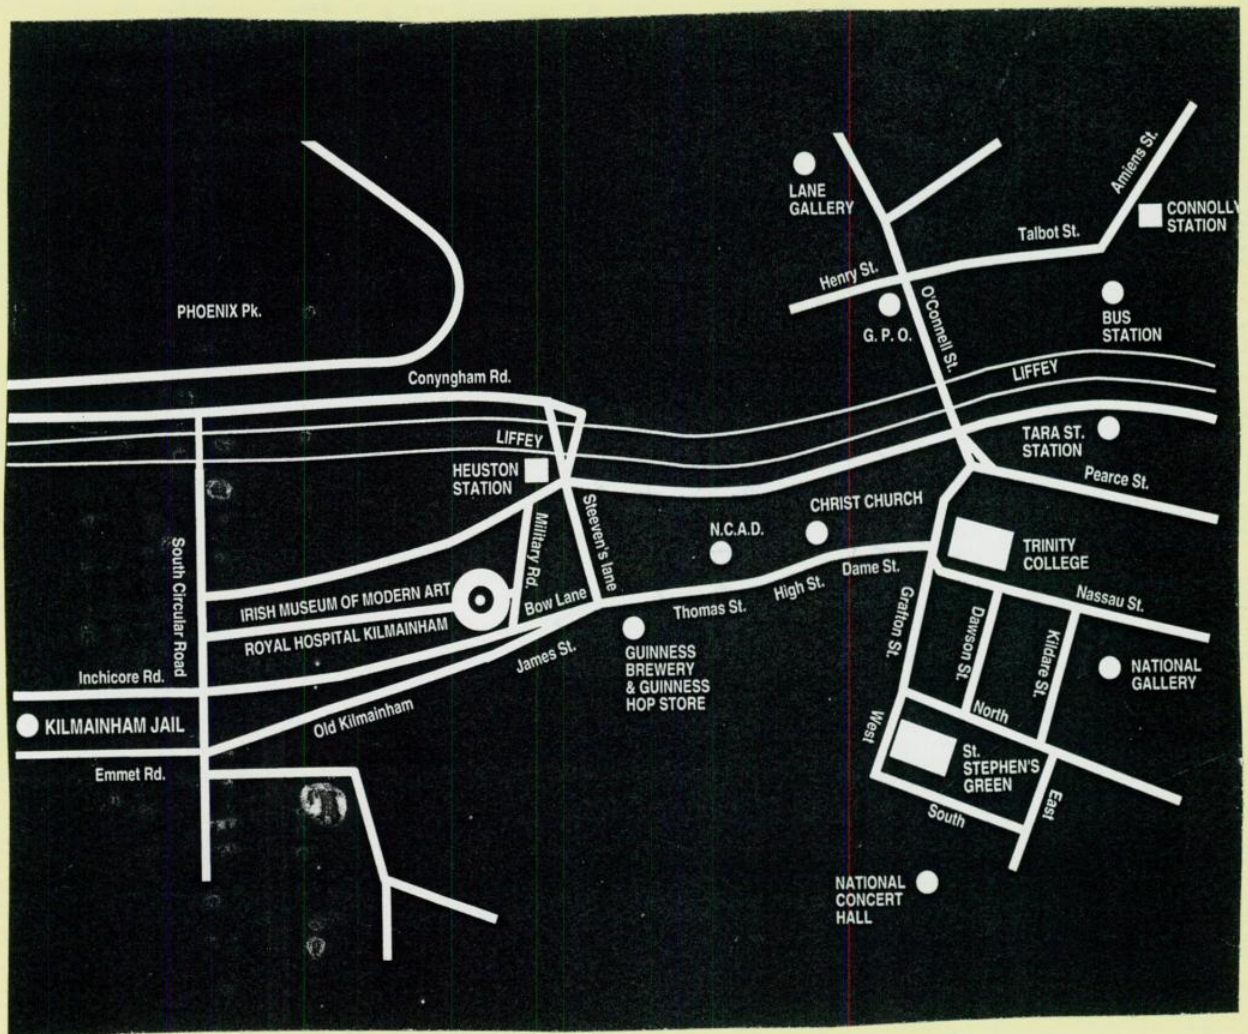 LANE
GALLERY
Amiens St.
CONNOLLY
STATION
Talbot St.
Henry St.
PHOENIX Pk.
G. P. O.
O'Connell St.
BUS
STATION
Conyngham Rd.
LIFFEY
LIFFEY
HEUSTON
STATION
TARA ST.
STATION
Pearce St.
CHRIST CHURCH
N.C.A.D.
Steeven's lane
Military Rd.
South Circular Road
TRINITY
COLLEGE
Dame St.
High St.
Thomas St.
Bow Lane
IRISH MUSEUM OF MODERN ART
ROYAL HOSPITAL KILMAINHAM
Nassau St.
Grafton St.
Dawson St.
Kildare St.
James St.
GUINNESS
BREWERY
& GUINNESS
HOP STORE
NATIONAL
GALLERY
Inchicore Rd.
KILMAINHAM JAIL
Old Kilmainham
Emmet Rd.
West
North
St.
STEPHEN'S
GREEN
South
East
NATIONAL
CONCERT
HALL